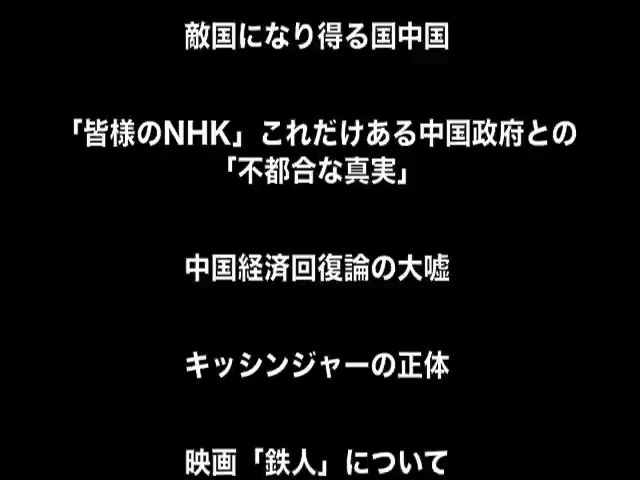 敵国になり得る国中国
「皆様のNHK」これだけある中国政府との
「不都合な真実」
中国経済回復論の大嘘
キッシンジャーの正体
映画「鉄人」について